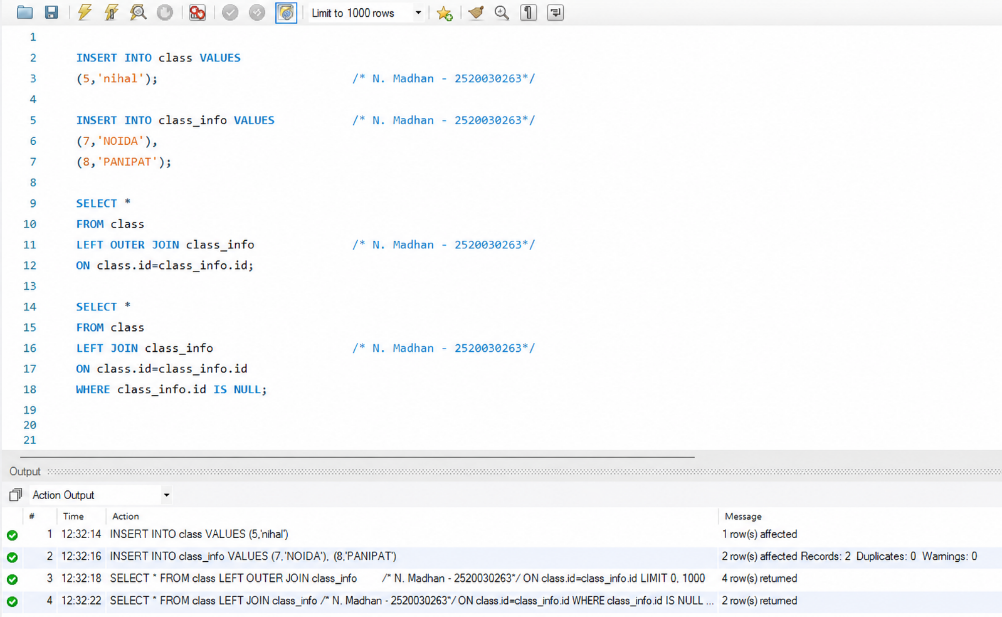 Limit to 1000 rows
1
2 INSERT INTO class VALUES
3 (5,'nihal'); /* N. Madhan - 2520030263*/
4
5 INSERT INTO class_info VALUES /* N. Madhan - 2520030263*/
6 (7,'NOIDA'),
7 (8,'PANIPAT');
8
9 SELECT *
10 FROM class
11 LEFT OUTER JOIN class_info /* N. Madhan - 2520030263*/
12 ON class.id=class_info.id;
13
14 SELECT *
15 FROM class
16 LEFT JOIN class_info /* N. Madhan - 2520030263*/
17 ON class.id=class_info.id
18 WHERE class_info.id IS NULL;
19
20
21
Output
Action Output
# Time Action Message
1 12:32:14 INSERT INTO class VALUES (5,'nihal') 1 row(s) affected
2 12:32:16 INSERT INTO class_info VALUES (7,'NOIDA'), (8,'PANIPAT') 2 row(s) affected Records: 2 Duplicates: 0 Warnings: 0
3 12:32:18 SELECT * FROM class LEFT OUTER JOIN class_info /* N. Madhan - 2520030263*/ ON class.id=class_info.id LIMIT 0, 1000 4 row(s) returned
4 12:32:22 SELECT * FROM class LEFT JOIN class_info /* N. Madhan - 2520030263*/ ON class.id=class_info.id WHERE class_info.id IS NULL ... 2 row(s) returned